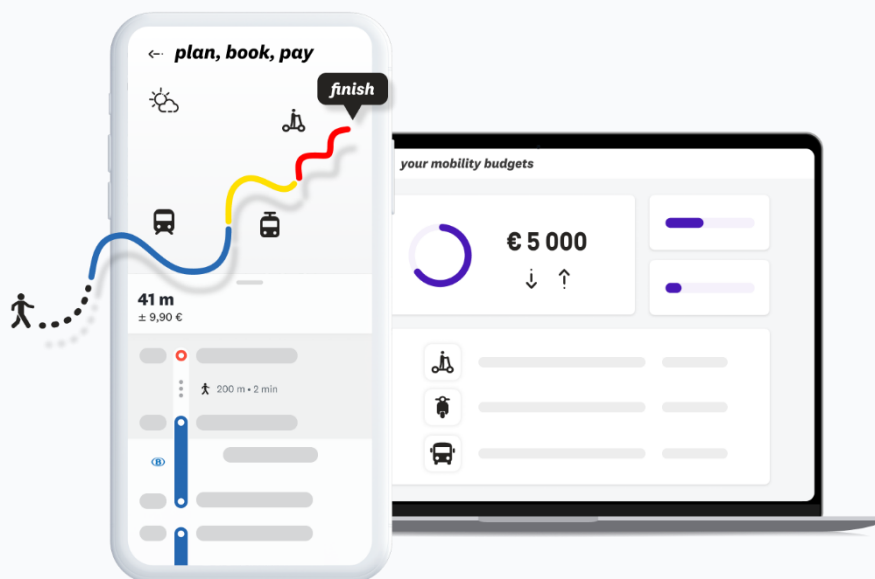 plan, book, pay
finish
41 m
± 9,90 €
200 m • 2 min
B
your mobility budgets
€ 5 000